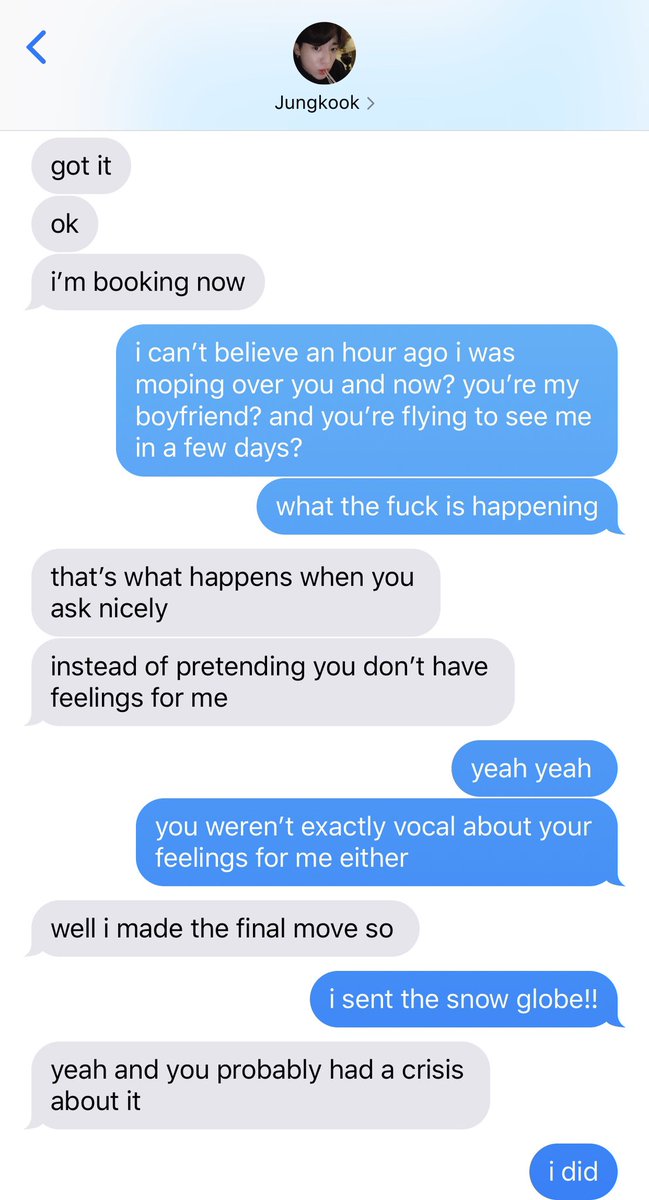 Jungkook
got it
ok
i’m booking now
i can’t believe an hour ago i was
moping over you and now? you’re my
boyfriend? and you’re flying to see me
in a few days?
what the fuck is happening
that’s what happens when you
ask nicely
instead of pretending you don’t have
feelings for me
yeah yeah
you weren’t exactly vocal about your
feelings for me either
well i made the final move so
i sent the snow globe!!
yeah and you probably had a crisis
about it
i did